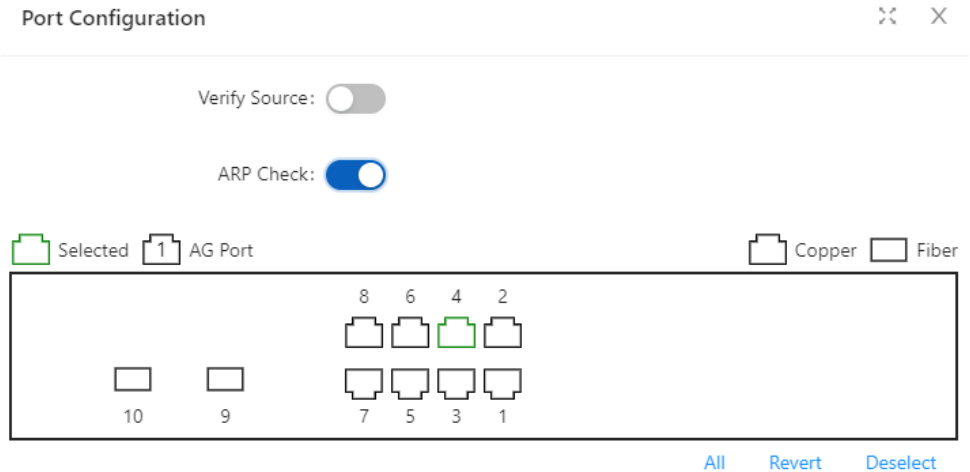 Port Configuration X
Verify Source:
ARP Check:
Selected 1 AG Port Copper Fiber
8 6 4 2
10 9 7 5 3 1
All Revert Deselect